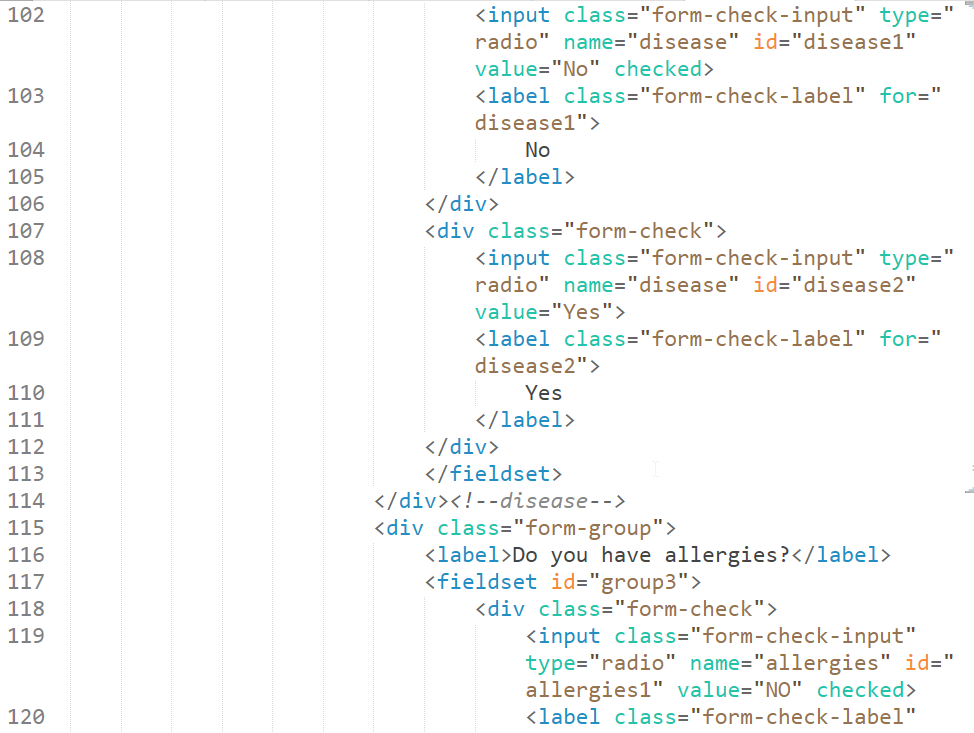 102 <input class="form-check-input" type="
radio" name="disease" id="disease1"
value="No" checked>
103 <label class="form-check-label" for="
disease1">
104 No
105 </label>
106 </div>
107 <div class="form-check">
108 <input class="form-check-input" type="
radio" name="disease" id="disease2"
value="Yes">
109 <label class="form-check-label" for="
disease2">
110 Yes
111 </label>
112 </div>
113 </fieldset>
114 </div><!--disease-->
115 <div class="form-group">
116 <label>Do you have allergies?</label>
117 <fieldset id="group3">
118 <div class="form-check">
119 <input class="form-check-input"
type="radio" name="allergies" id="
allergies1" value="NO" checked>
120 <label class="form-check-label"